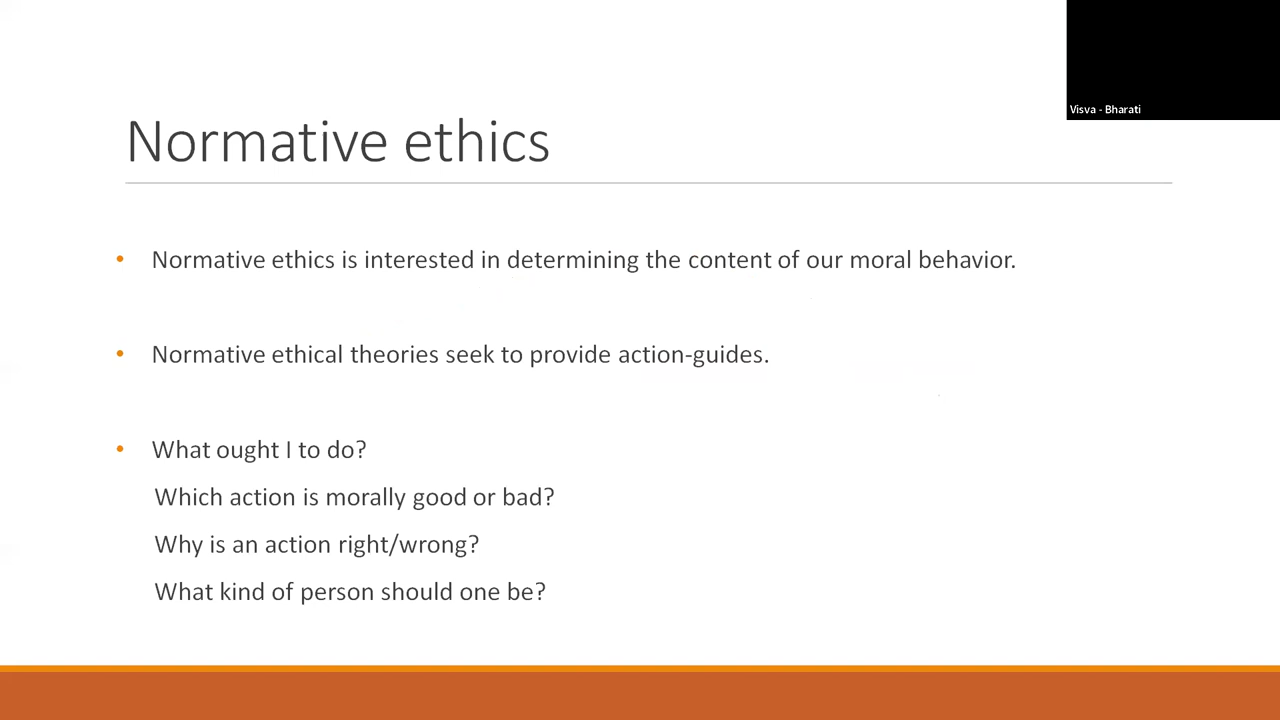 Visva - Bharati
Normative ethics
• Normative ethics is interested in determining the content of our moral behavior.
• Normative ethical theories seek to provide action-guides.
• What ought I to do?
Which action is morally good or bad?
Why is an action right/wrong?
What kind of person should one be?